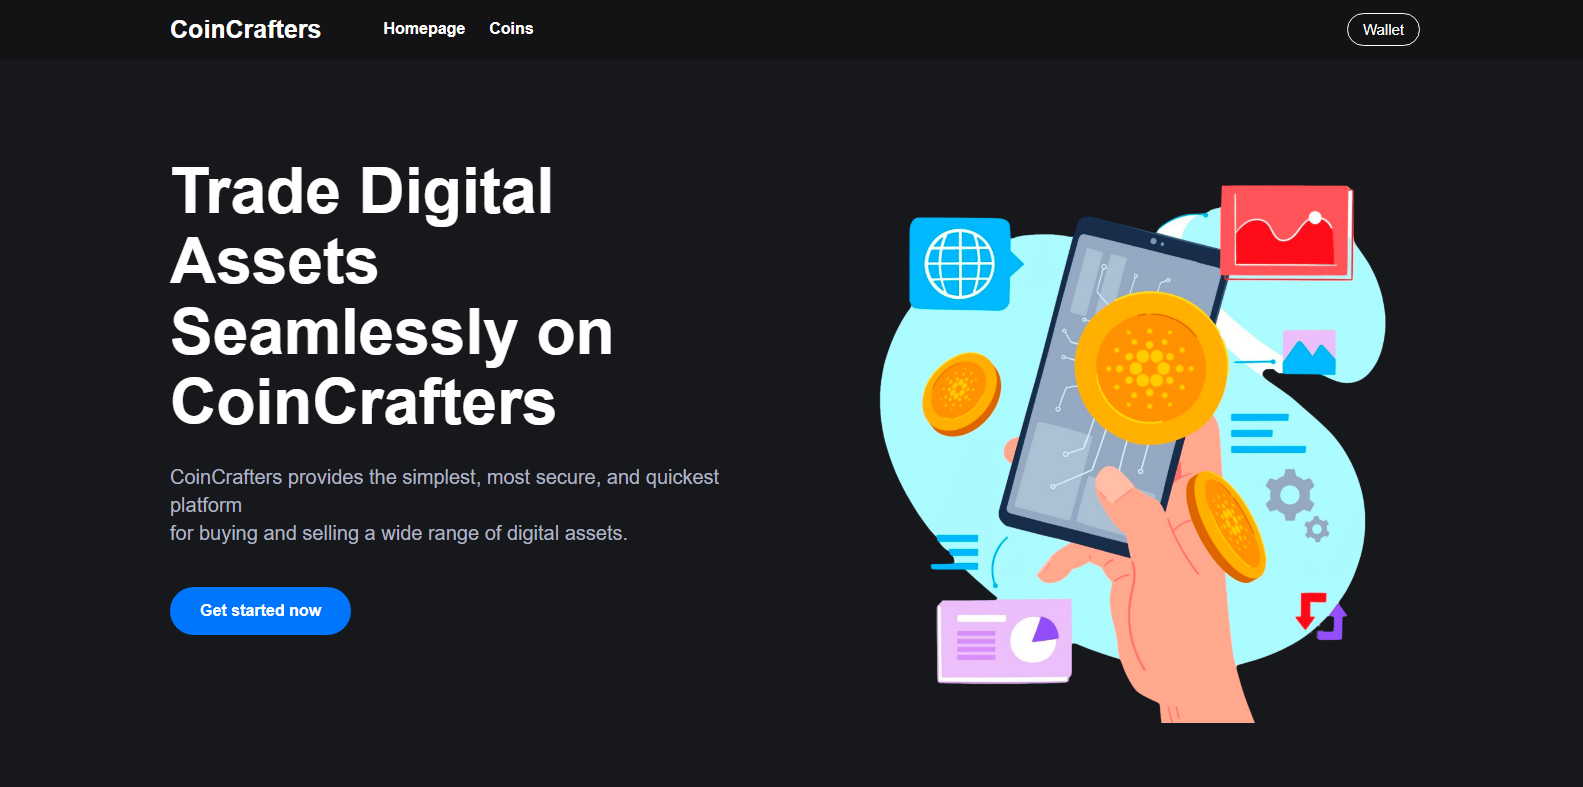 CoinCrafters
Homepage
Coins
Wallet
Trade Digital
Assets
Seamlessly on
CoinCrafters
CoinCrafters provides the simplest, most secure, and quickest
platform
for buying and selling a wide range of digital assets.
Get started now